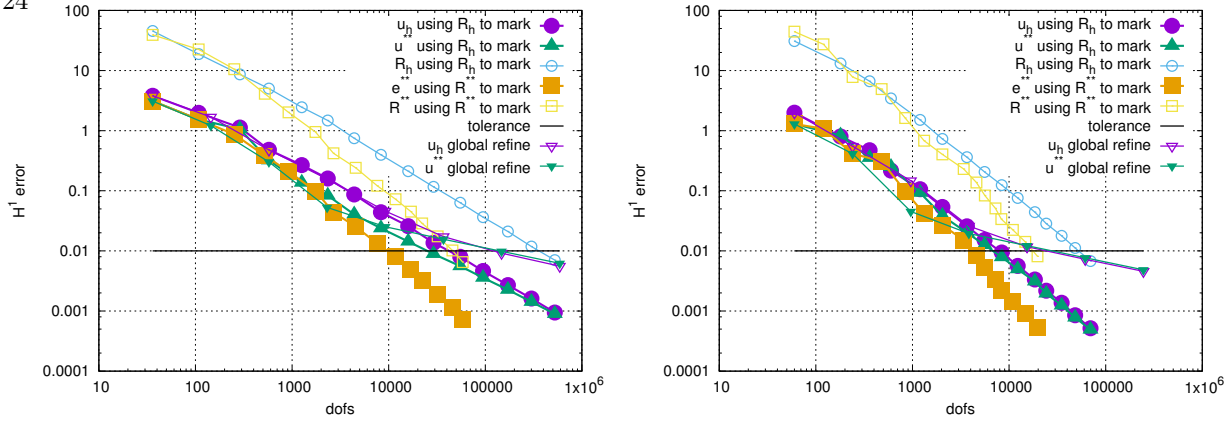 24
100
10
1
0.1
0.01
0.001
0.0001
H^1 error
10
100
1000
10000
100000
1x10^6
dofs
u_h using R_h to mark
u^** using R_h to mark
R_h using R_h to mark
e^** using R^** to mark
R^** using R^** to mark
tolerance
u_h global refine
u^** global refine
100
10
1
0.1
0.01
0.001
0.0001
H^1 error
10
100
1000
10000
100000
1x10^6
dofs
u_h using R_h to mark
u^** using R_h to mark
R_h using R_h to mark
e^** using R^** to mark
R^** using R^** to mark
tolerance
u_h global refine
u^** global refine